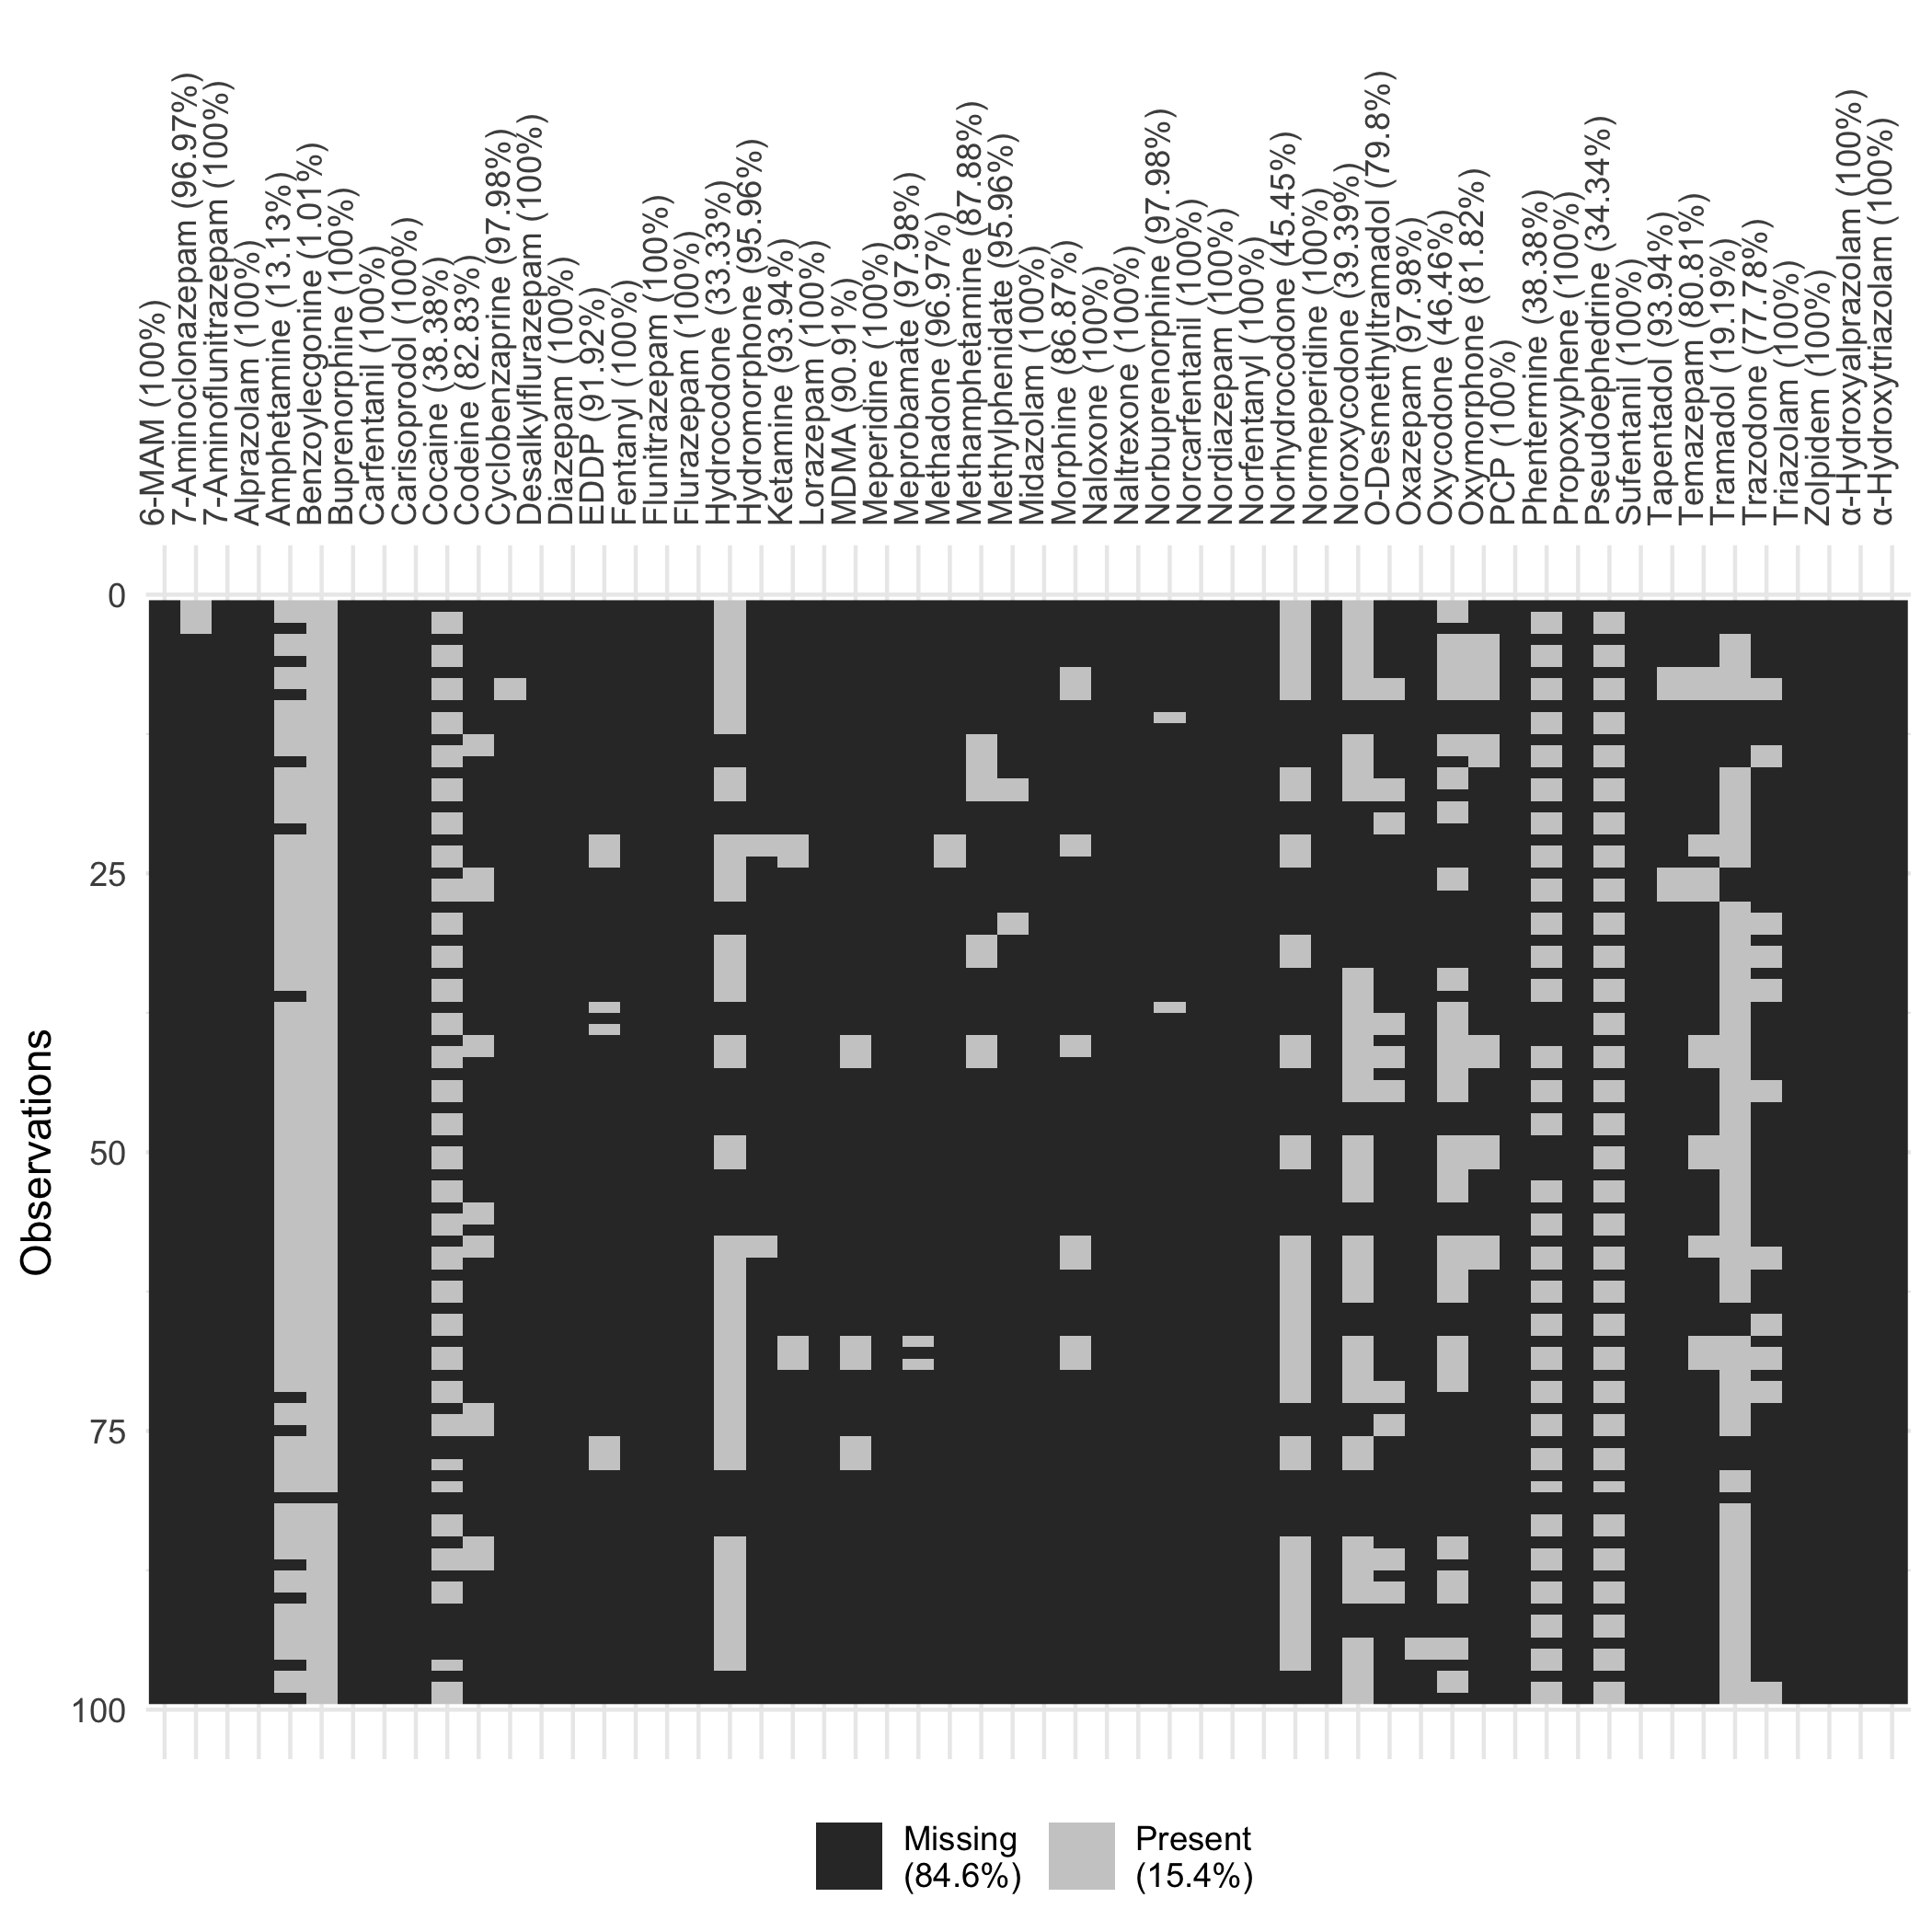 6-MAM (100%)
7-Aminoclonazepam (96.97%)
7-Aminoflunitrazepam (100%)
Alprazolam (100%)
Amphetamine (13.13%)
Benzoylecgonine (1.01%)
Buprenorphine (100%)
Carfentanil (100%)
Carisoprodol (100%)
Cocaine (38.38%)
Codeine (82.83%)
Cyclobenzaprine (97.98%)
Desalkylflurazepam (100%)
Diazepam (100%)
EDDP (91.92%)
Fentanyl (100%)
Flunitrazepam (100%)
Flurazepam (100%)
Hydrocodone (33.33%)
Hydromorphone (95.96%)
Ketamine (93.94%)
Lorazepam (100%)
MDMA (90.91%)
Meperidine (100%)
Meprobamate (97.98%)
Methadone (96.97%)
Methamphetamine (87.88%)
Methylphenidate (95.96%)
Midazolam (100%)
Morphine (86.87%)
Naloxone (100%)
Naltrexone (100%)
Norbuprenorphine (97.98%)
Norcarfentanil (100%)
Nordiazepam (100%)
Norfentanyl (100%)
Norhydrocodone (45.45%)
Normeperidine (100%)
Noroxycodone (39.39%)
O-Desmethyltramadol (79.8%)
Oxazepam (97.98%)
Oxycodone (46.46%)
Oxymorphone (81.82%)
PCP (100%)
Phentermine (38.38%)
Propoxyphene (100%)
Pseudoephedrine (34.34%)
Sufentanil (100%)
Tapentadol (93.94%)
Temazepam (80.81%)
Tramadol (19.19%)
Trazodone (77.78%)
Triazolam (100%)
Zolpidem (100%)
α-Hydroxyalprazolam (100%)
α-Hydroxytriazolam (100%)
0
25
50
75
100
Observations
Missing
(84.6%)
Present
(15.4%)